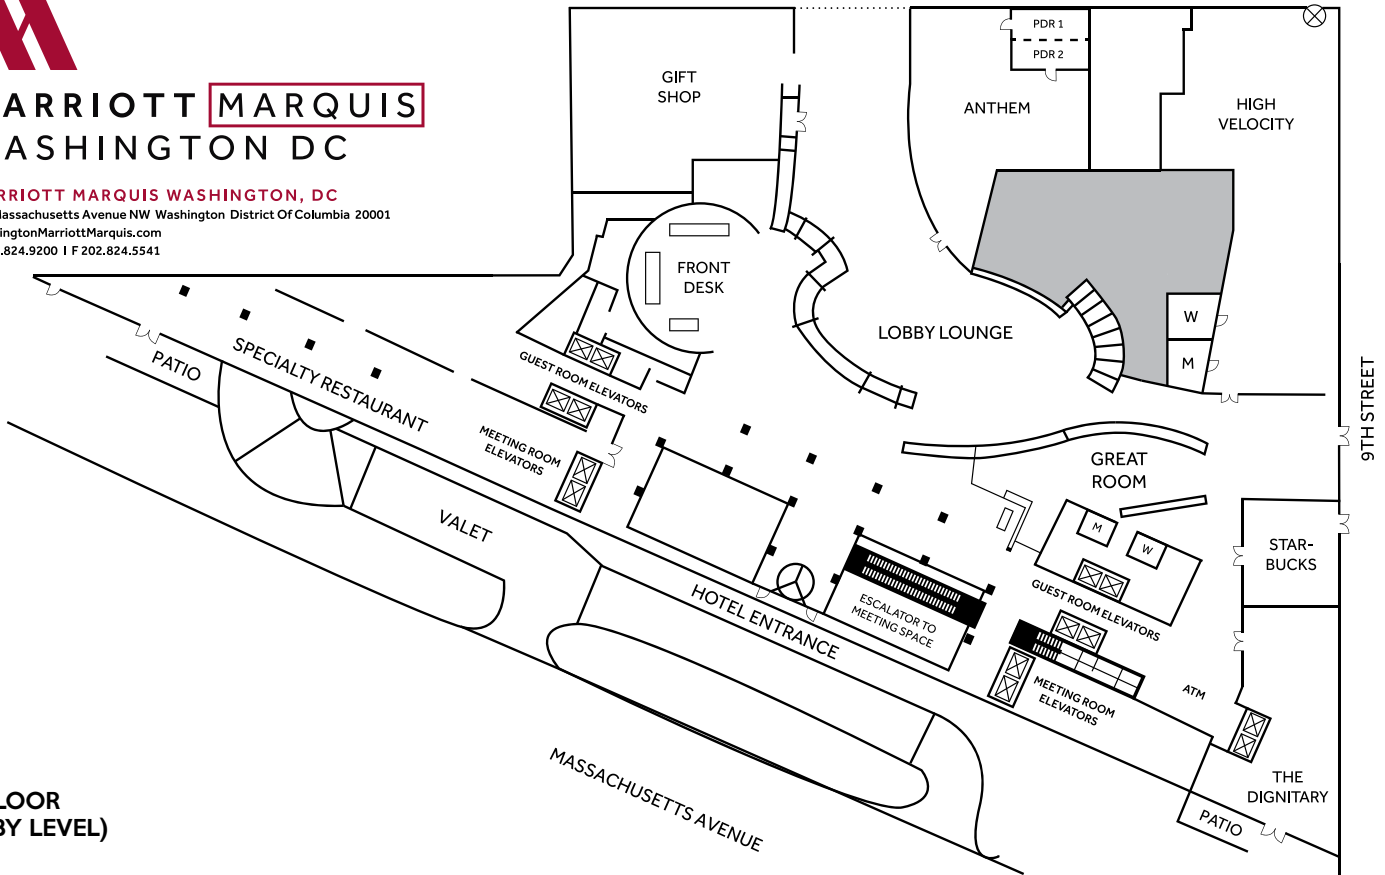 ARRIOTT MARQUIS
ASHINGTON DC
RRIOTT MARQUIS WASHINGTON, DC
Massachusetts Avenue NW Washington District Of Columbia 20001
ingtonMarriottMarquis.com
.824.9200 I F 202.824.5541
GIFT
SHOP
PDR 1
PDR 2
ANTHEM
HIGH
VELOCITY
FRONT
DESK
LOBBY LOUNGE
W
M
9TH STREET
PATIO
SPECIALTY RESTAURANT
GUEST ROOM ELEVATORS
MEETING ROOM
ELEVATORS
VALET
GREAT
ROOM
M
W
STAR-
BUCKS
HOTEL ENTRANCE
ESCALATOR TO
MEETING SPACE
GUEST ROOM ELEVATORS
MEETING ROOM
ELEVATORS
ATM
THE
DIGNITARY
PATIO
MASSACHUSETTS AVENUE
LOOR
BY LEVEL)